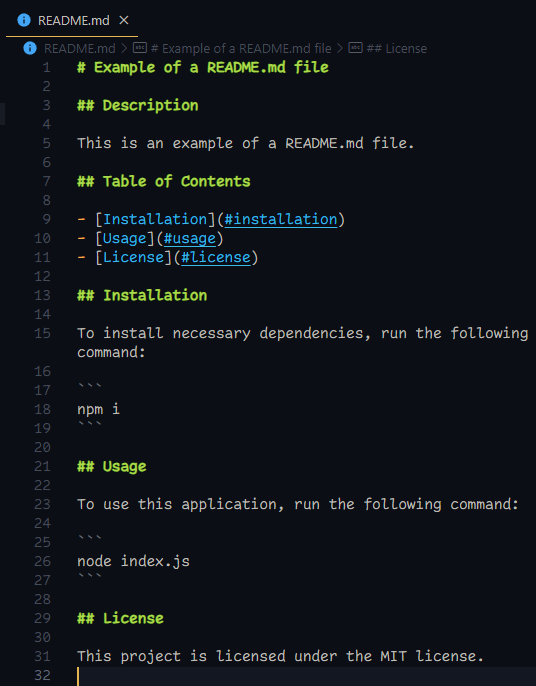 README.md
README.md > # Example of a README.md file > ## License
1 # Example of a README.md file
2
3 ## Description
4
5 This is an example of a README.md file.
6
7 ## Table of Contents
8
9 - [Installation](#installation)
10 - [Usage](#usage)
11 - [License](#license)
12
13 ## Installation
14
15 To install necessary dependencies, run the following
command:
16
17 ```
18 npm i
19 ```
20
21 ## Usage
22
23 To use this application, run the following command:
24
25 ```
26 node index.js
27 ```
28
29 ## License
30
31 This project is licensed under the MIT license.
32